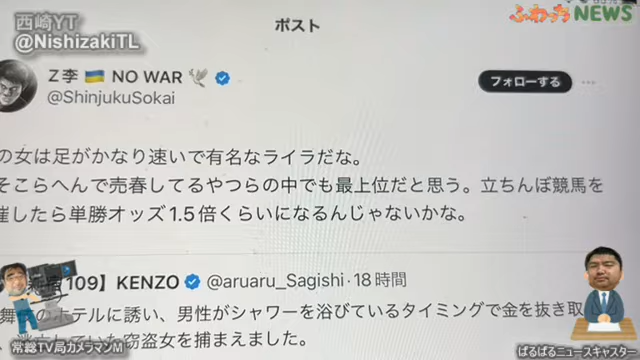 西崎YT
@NishizakiTL
ポスト
ふわっちNEWS
Z李 🇺🇦 NO WAR 🕊
@ShinjukuSokai
フォローする
の女は足がかなり速いで有名なライラだな。
そこらへんで売春してるやつらの中でも最上位だと思う。立ちんぼ競馬を
催したら単勝オッズ1.5倍くらいになるんじゃないかな。
109】KENZO @aruaru_Sagishi·18時間
舞伎のホテルに誘い、男性がシャワーを浴びているタイミングで金を抜き取
窃盗女を捕まえました。
常総TV局カメラマンM
ぱるぱるニュースキャスター